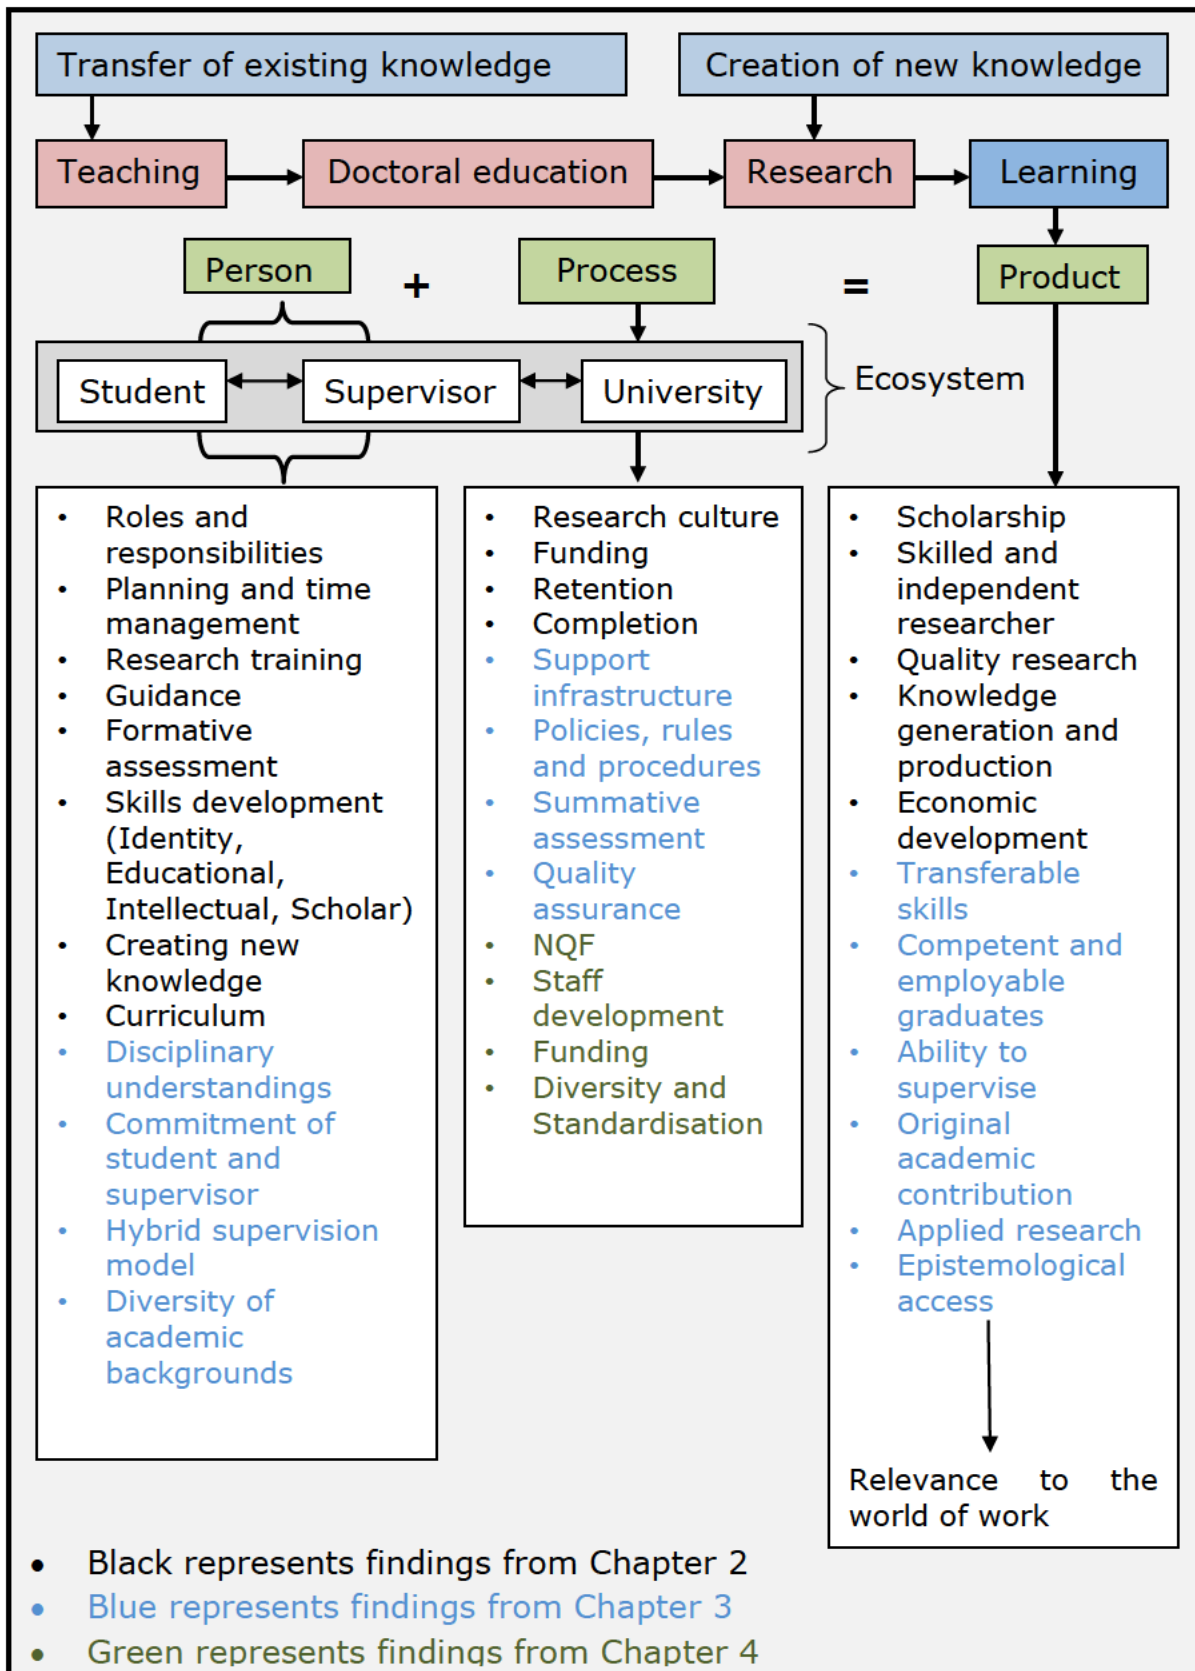 Transfer of existing knowledge
Creation of new knowledge
Teaching
Doctoral education
Research
Learning
Person
+
Process
=
Product
Student
Supervisor
University
Ecosystem
• Roles and
responsibilities
• Planning and time
management
• Research training
• Guidance
• Formative
assessment
• Skills development
(Identity,
Educational,
Intellectual, Scholar)
• Creating new
knowledge
• Curriculum
• Disciplinary
understandings
• Commitment of
student and
supervisor
• Hybrid supervision
model
• Diversity of
academic
backgrounds
• Research culture
• Funding
• Retention
• Completion
• Support
infrastructure
• Policies, rules
and procedures
• Summative
assessment
• Quality
assurance
• NQF
• Staff
development
• Funding
• Diversity and
Standardisation
• Scholarship
• Skilled and
independent
researcher
• Quality research
• Knowledge
generation and
production
• Economic
development
• Transferable
skills
• Competent and
employable
graduates
• Ability to
supervise
• Original
academic
contribution
• Applied research
• Epistemological
access
Relevance to the
world of work
• Black represents findings from Chapter 2
• Blue represents findings from Chapter 3
• Green represents findings from Chapter 4